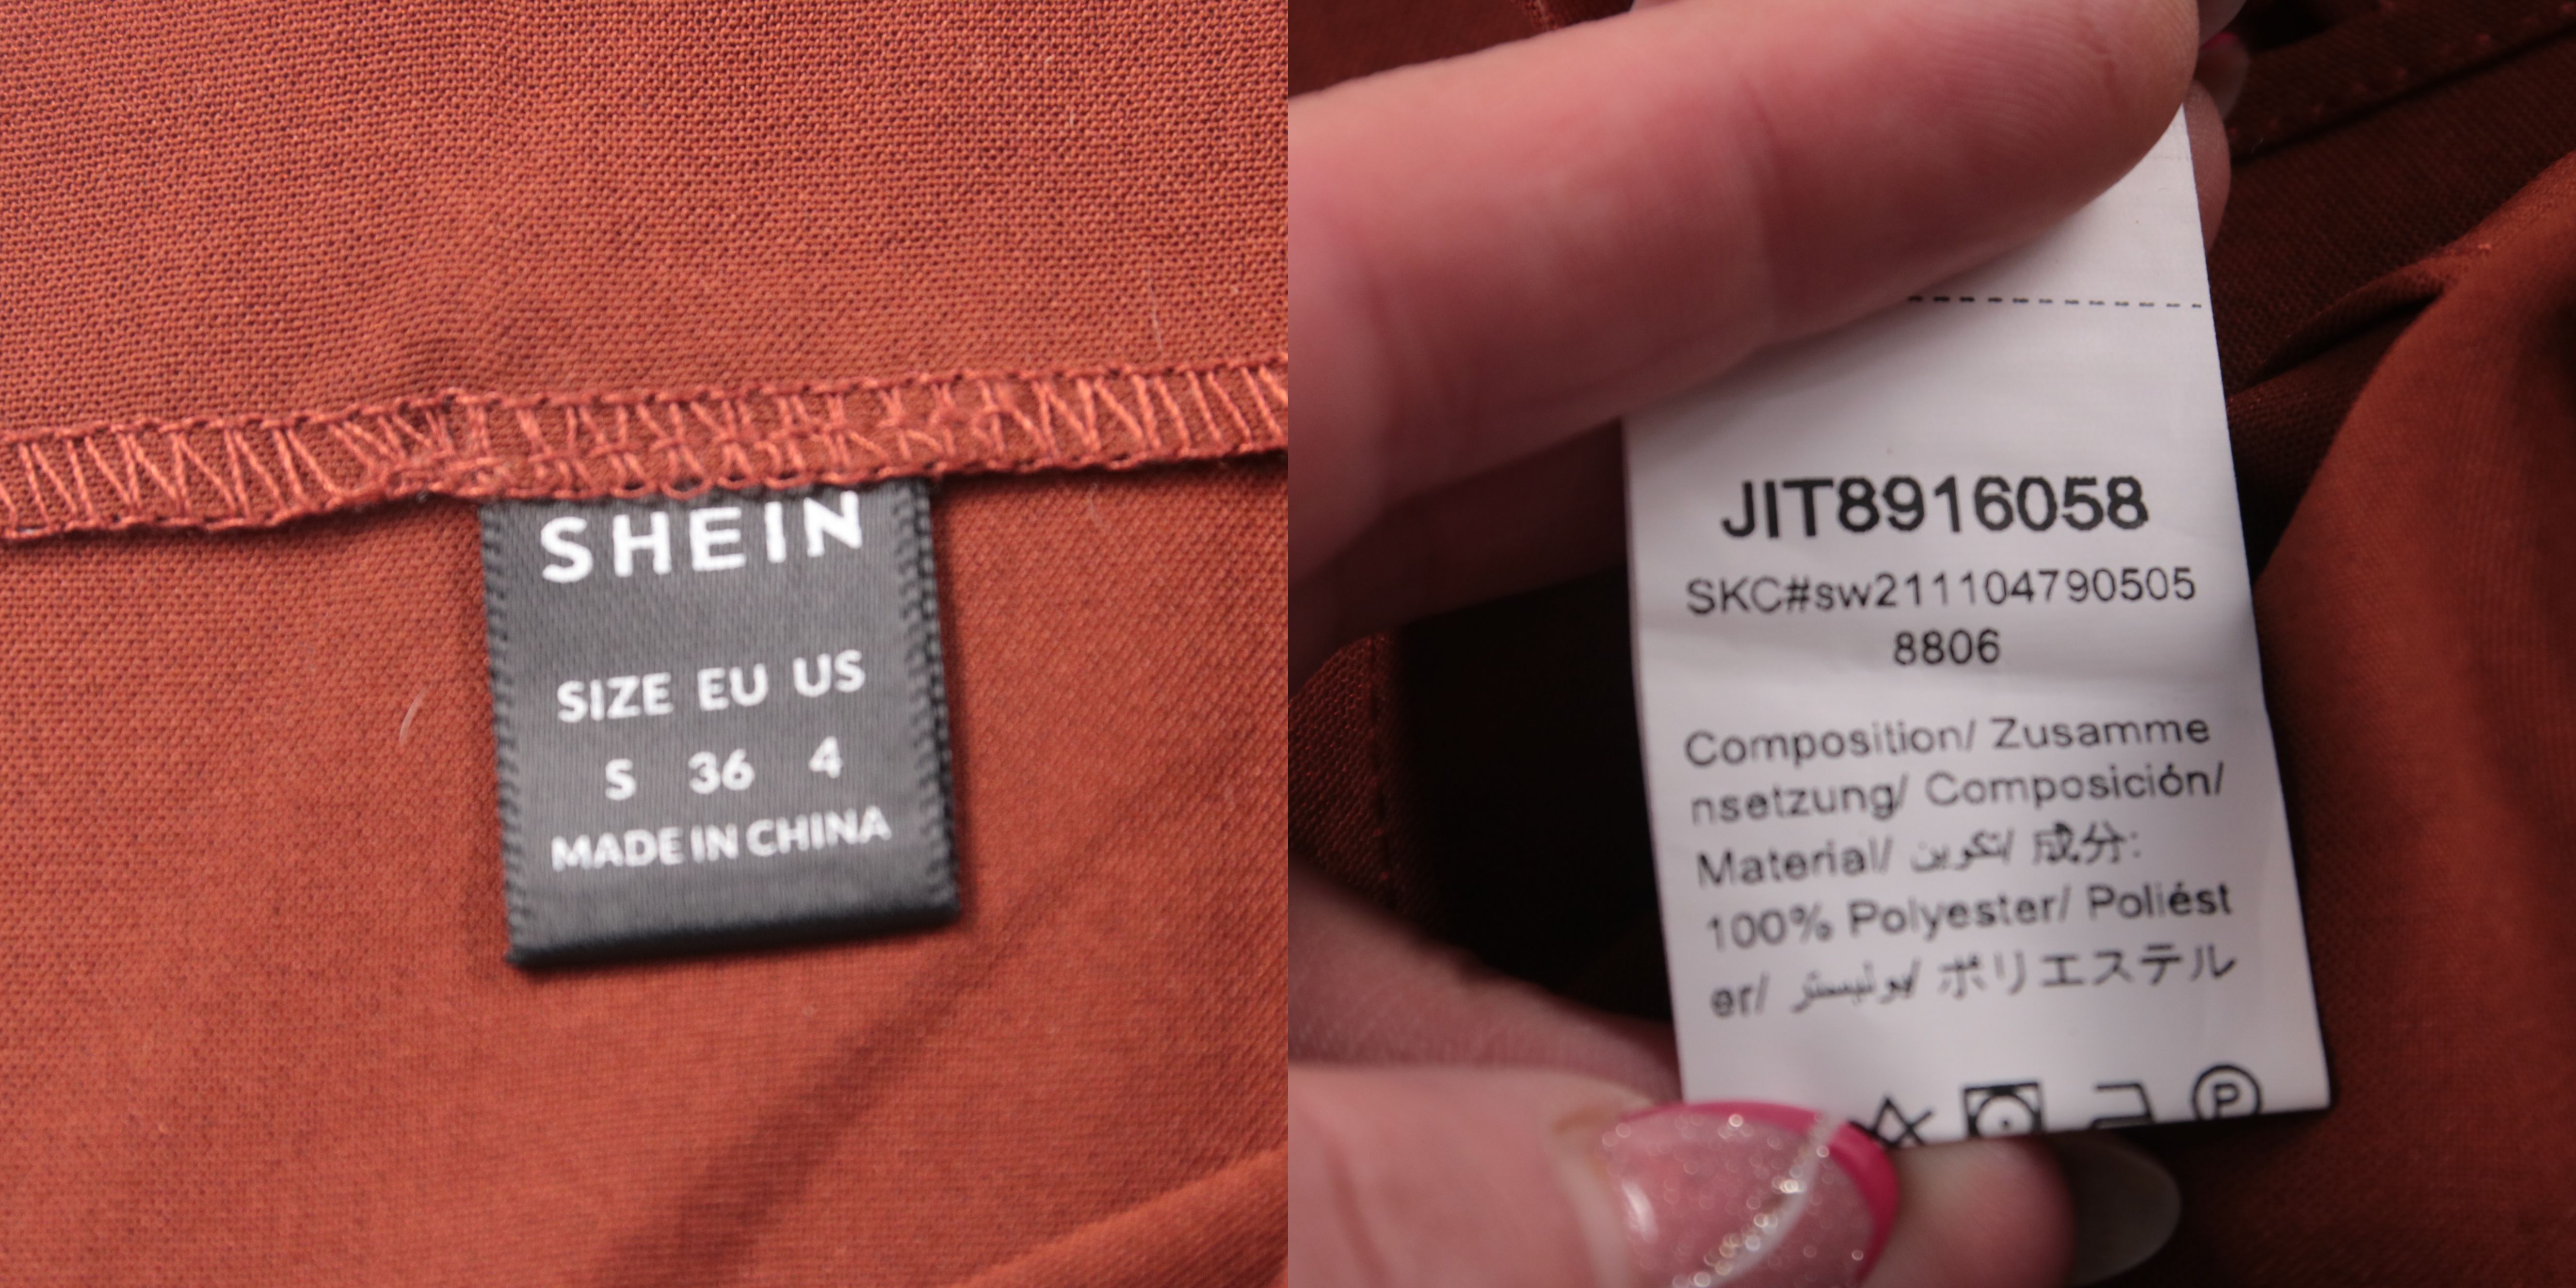 SHEIN
SIZE EU US
S 36 4
MADE IN CHINA
JIT8916058
SKC#sw211104790505
8806
Composition/ Zusamme
nsetzung/ Composición/
Material/ تكوين/ 成分:
100% Polyester/ Poliést
er/ بوليستر/ ポリエステル
P